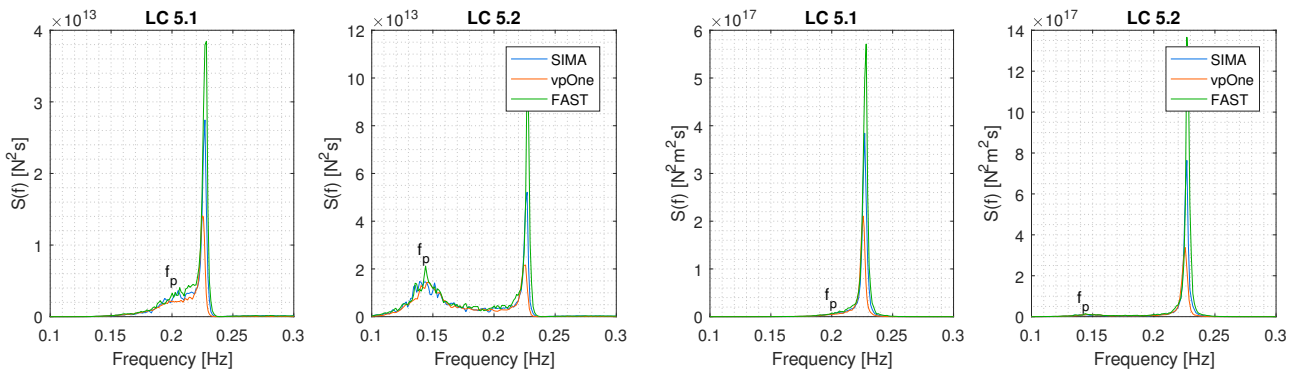 ×10^13
LC 5.1
S(f) [N^2s]
4
3
2
1
0
f_p
0.1
0.2
0.3
Frequency [Hz]
×10^13
LC 5.2
S(f) [N^2s]
12
10
8
6
4
2
0
SIMA
vpOne
FAST
f_p
0.1
0.15
0.2
0.25
0.3
Frequency [Hz]
×10^17
LC 5.1
S(f) [N^2m^2s]
6
5
4
3
2
1
0
f_p
0.1
0.15
0.2
0.25
0.3
Frequency [Hz]
×10^17
LC 5.2
S(f) [N^2m^2s]
14
12
10
8
6
4
2
0
SIMA
vpOne
FAST
f_p
0.1
0.15
0.2
0.25
0.3
Frequency [Hz]